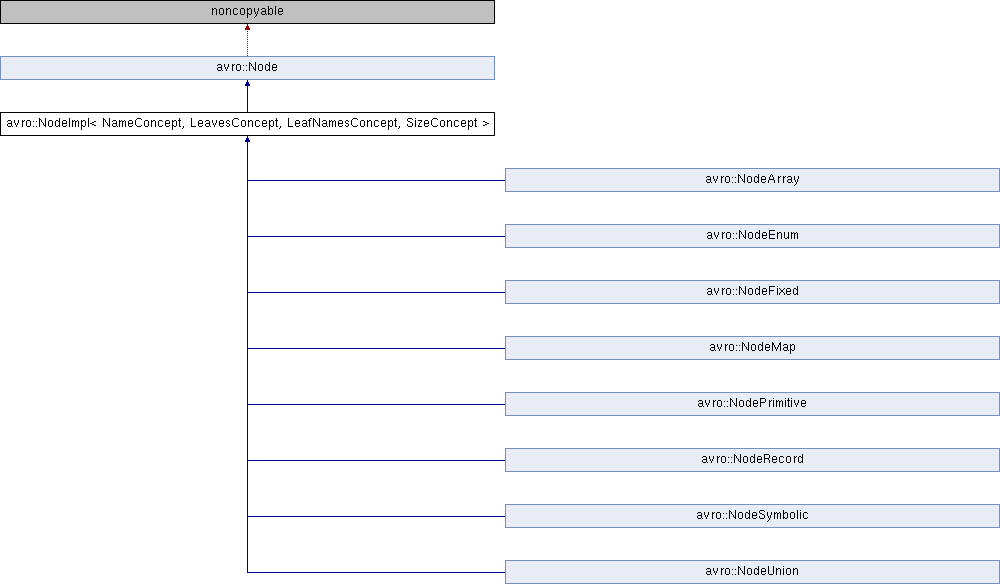 noncopyable
avro::Node
avro::NodeImpl< NameConcept, LeavesConcept, LeafNamesConcept, SizeConcept >
avro::NodeArray
avro::NodeEnum
avro::NodeFixed
avro::NodeMap
avro::NodePrimitive
avro::NodeRecord
avro::NodeSymbolic
avro::NodeUnion